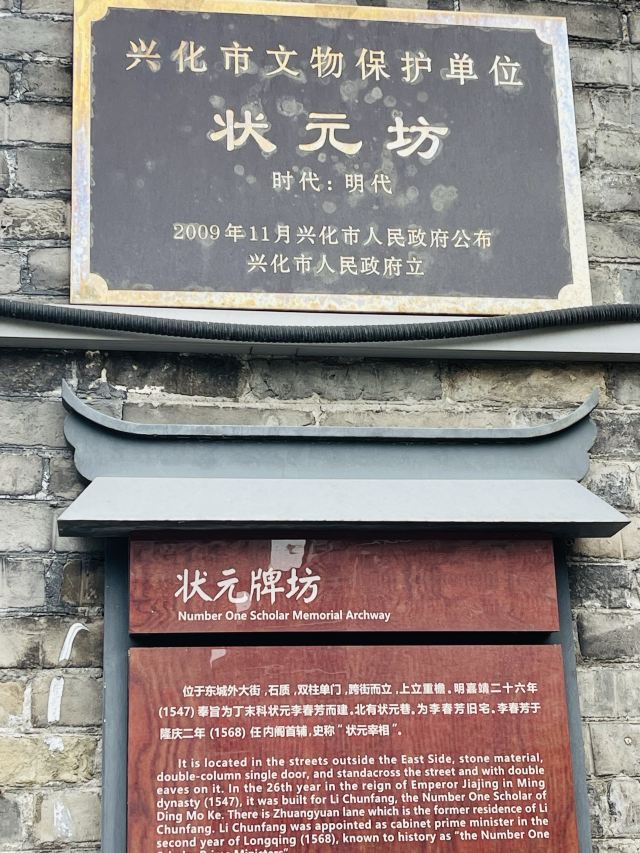 兴化市文物保护单位
状元坊
时代：明代
2009年11月兴化市人民政府公布
兴化市人民政府立
状元牌坊
Number One Scholar Memorial Archway
位于东城外大街，石质，双柱单门，跨街而立，上立重檐。明嘉靖二十六年
(1547) 奉旨为丁未科状元李春芳而建。北有状元巷。为李春芳旧宅。李春芳于
隆庆二年 (1568) 任内阁首辅，史称“状元宰相”。
It is located in the streets outside the East Side, stone material,
double-column single door, and standacross the street and with double
eaves on it. In the 26th year in the reign of Emperor Jiajing in Ming
dynasty (1547), it was built for Li Chunfang, the Number One Scholar of
Ding Mo Ke. There is Zhuangyuan lane which is the former residence of Li
Chunfang. Li Chunfang was appointed as cabinet prime minister in the
second year of Longqing (1568), known to history as "the Number One